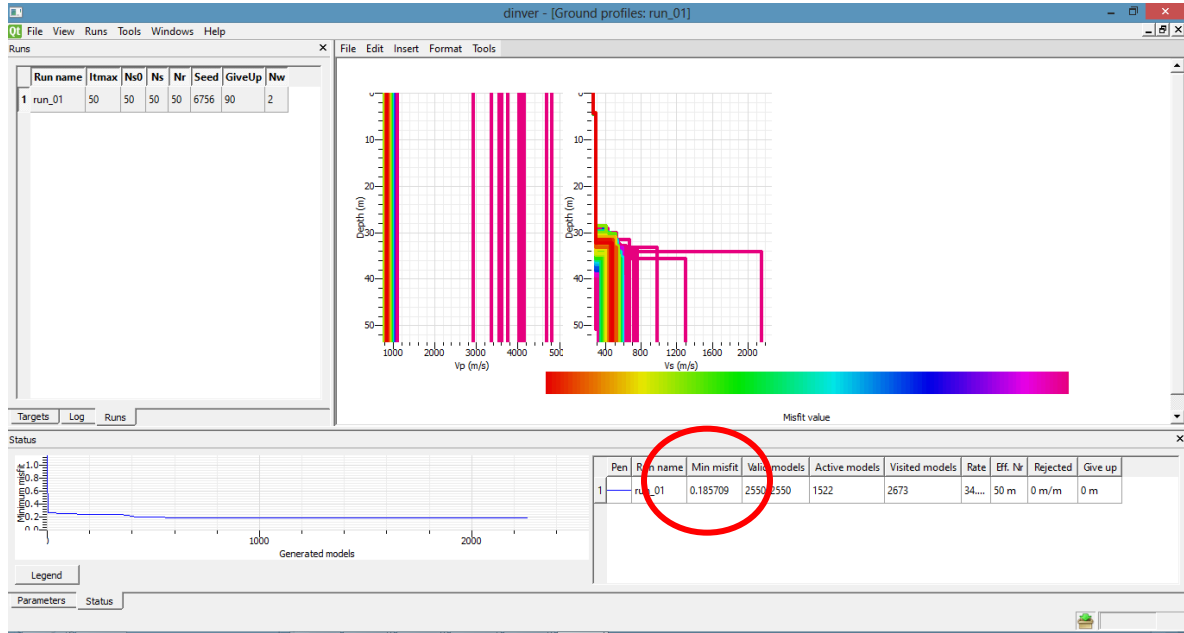 dinver - [Ground profiles: run_01]
Qt File View Runs Tools Windows Help
Runs
File Edit Insert Format Tools
Run name Itmax Ns0 Ns Nr Seed GiveUp Nw
1 run_01 50 50 50 50 6756 90 2
Depth (m)
10
20
30
40
50
1000 2000 3000 4000 500
Vp (m/s)
Depth (m)
10
20
30
40
50
400 800 1200 1600 2000
Vs (m/s)
Misfit value
Targets Log Runs
Status
Minimum misfit
1.0
0.8
0.6
0.2
0.0
1000 2000
Generated models
Legend
Pen Run name Min misfit Valid models Active models Visited models Rate Eff. Nr Rejected Give up
1 run_01 0.185709 2550/2550 1522 2673 34.... 50 m 0 m/m 0 m
Parameters Status